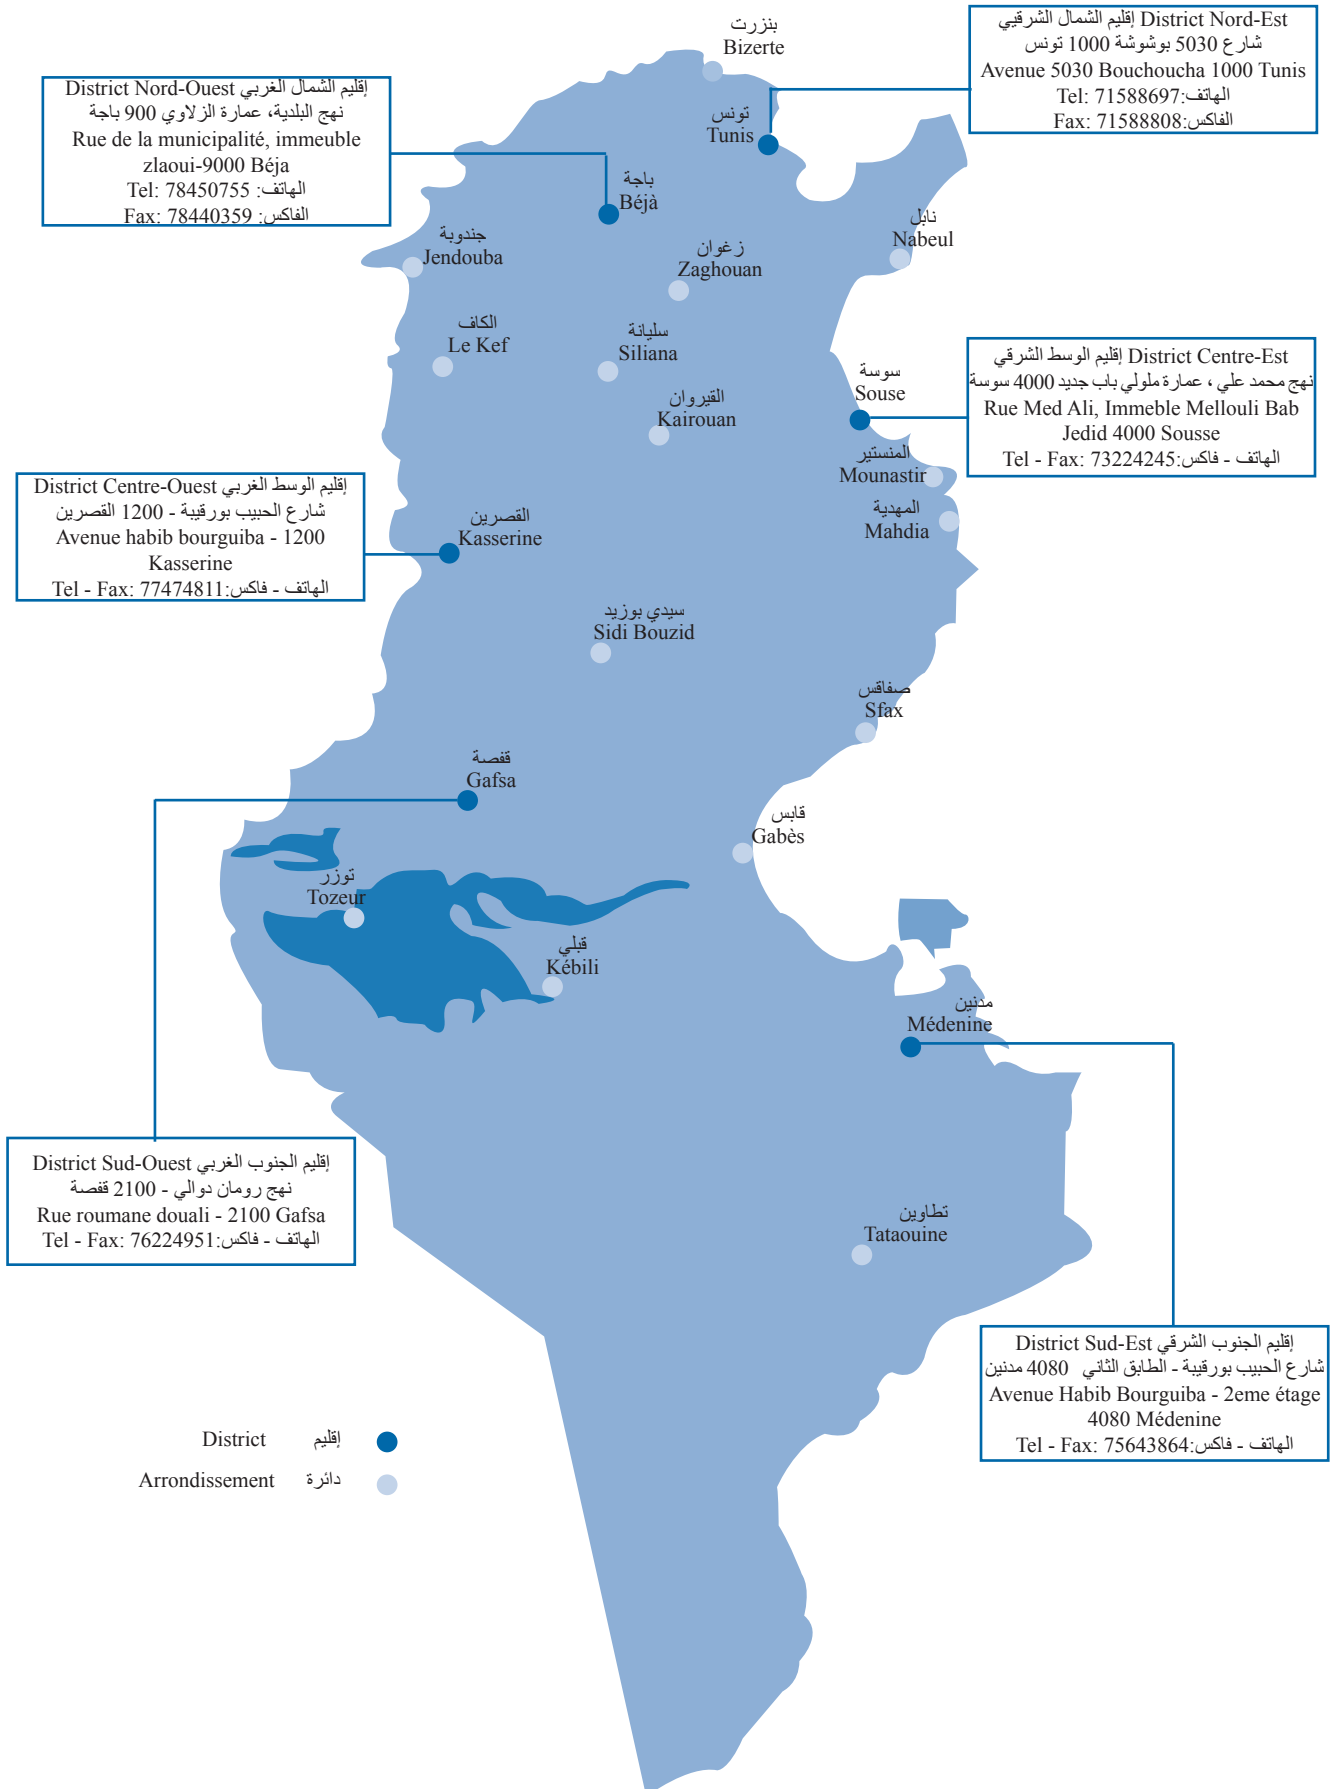 بنزرت
Bizerte
إقليم الشمال الشرقيي District Nord-Est
شارع 5030 بوشوشة 1000 تونس
Avenue 5030 Bouchoucha 1000 Tunis
Tel: 71588697:الهاتف
Fax: 71588808:الفاكس
إقليم الشمال الغربي District Nord-Ouest
نهج البلدية، عمارة الزلاوي 900 باجة
Rue de la municipalité, immeuble
zlaoui-9000 Béja
Tel: 78450755 :الهاتف
Fax: 78440359 :الفاكس
تونس
Tunis
باجة
Béjà
نابل
Nabeul
جندوبة
Jendouba
زغوان
Zaghouan
الكاف
Le Kef
سليانة
Siliana
سوسة
Souse
إقليم الوسط الشرقي District Centre-Est
نهج محمد علي ، عمارة ملولي باب جديد 4000 سوسة
Rue Med Ali, Immeble Mellouli Bab
Jedid 4000 Sousse
Tel - Fax: 73224245:الهاتف - فاكس
القيروان
Kairouan
المنستير
Mounastir
المهدية
Mahdia
إقليم الوسط الغربي District Centre-Ouest
شارع الحبيب بورقيبة - 1200 القصرين
Avenue habib bourguiba - 1200
Kasserine
Tel - Fax: 77474811:الهاتف - فاكس
القصرين
Kasserine
سيدي بوزيد
Sidi Bouzid
صفاقس
Sfax
قفصة
Gafsa
قابس
Gabès
توزر
Tozeur
قبلي
Kébili
مدنين
Médenine
إقليم الجنوب الغربي District Sud-Ouest
نهج رومان دوالي - 2100 قفصة
Rue roumane douali - 2100 Gafsa
Tel - Fax: 76224951:الهاتف - فاكس
تطاوين
Tataouine
إقليم الجنوب الشرقي District Sud-Est
شارع الحبيب بورقيبة - الطابق الثاني 4080 مدنين
Avenue Habib Bourguiba - 2eme étage
4080 Médenine
Tel - Fax: 75643864:الهاتف - فاكس
District إقليم
Arrondissement دائرة